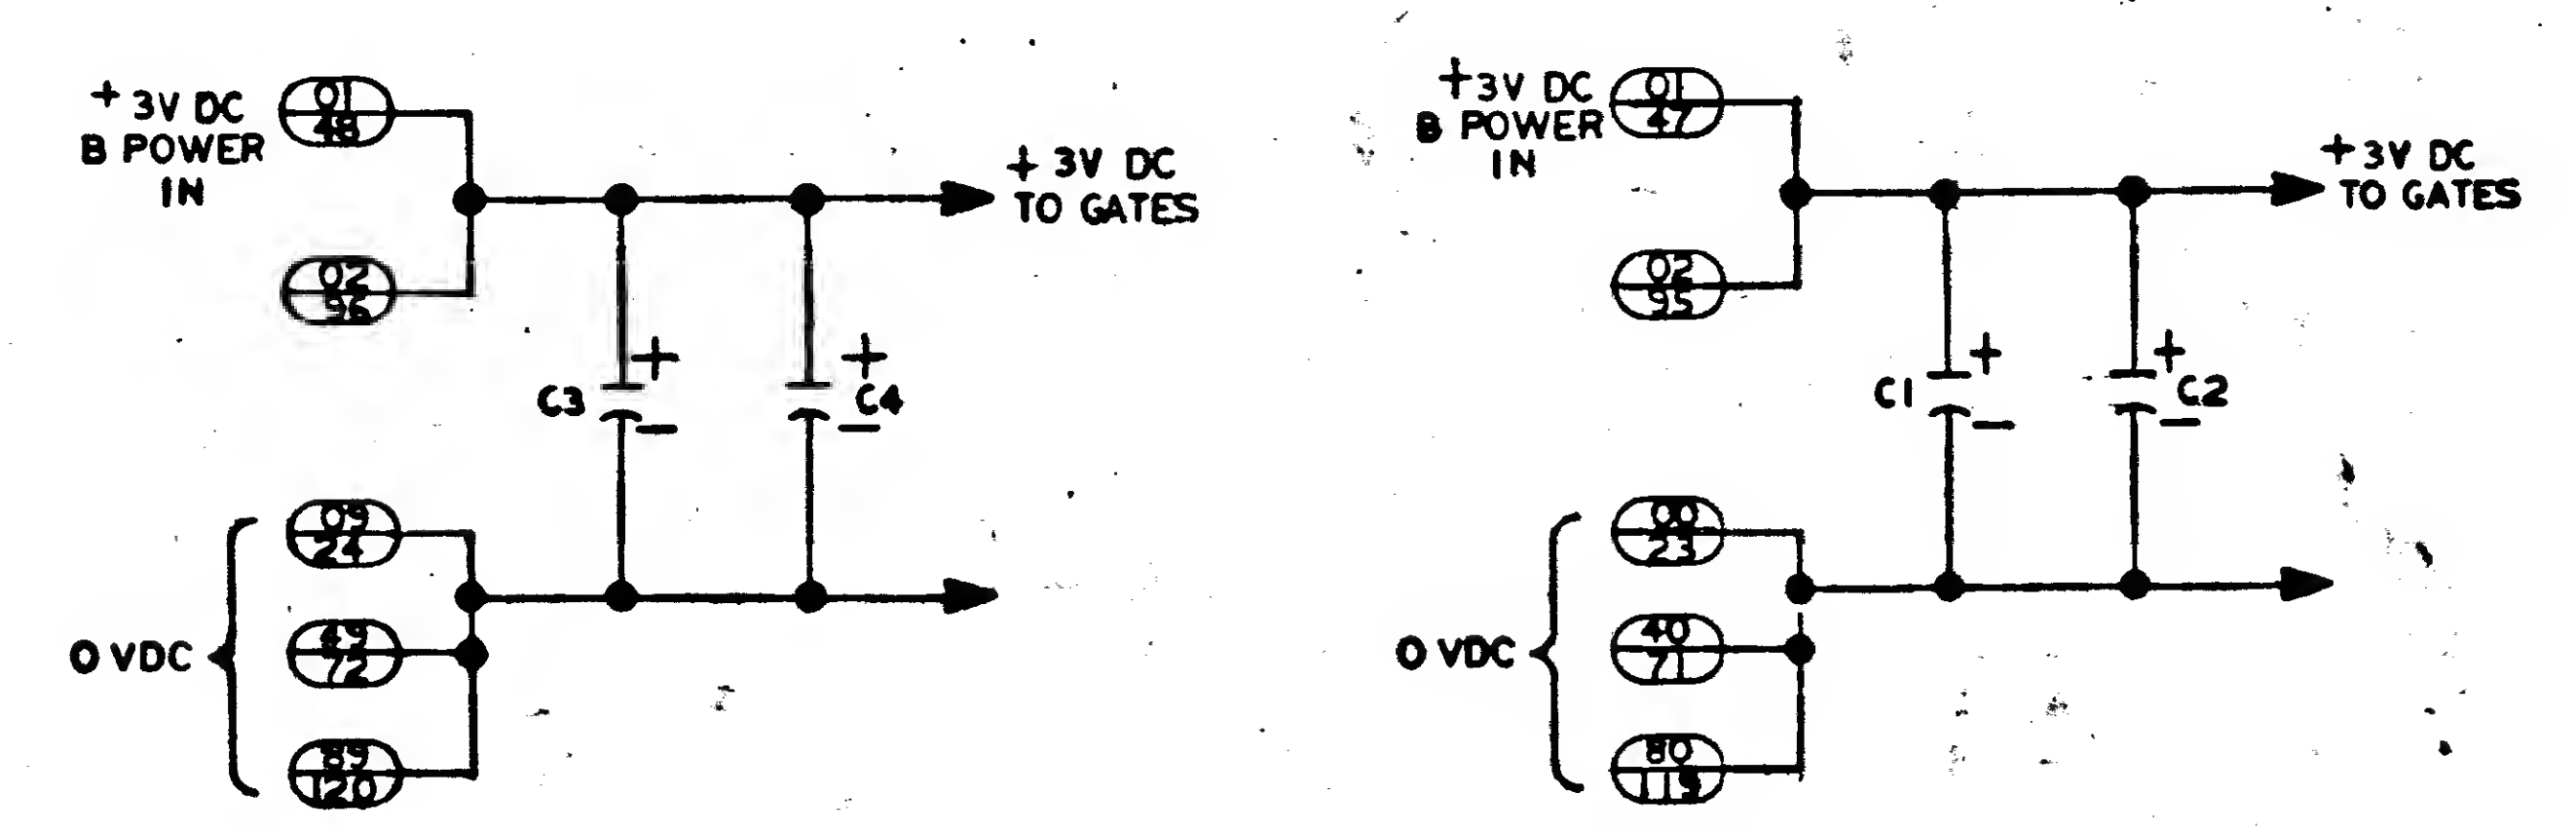 + 3V DC
B POWER
IN
01
48
02
96
+ 3V DC
TO GATES
+
C3
-
+
C4
-
0 VDC
09
24
49
72
89
120
+ 3V DC
B POWER
IN
01
47
02
95
+ 3V DC
TO GATES
+
C1
-
+
C2
-
0 VDC
00
23
40
71
80
119